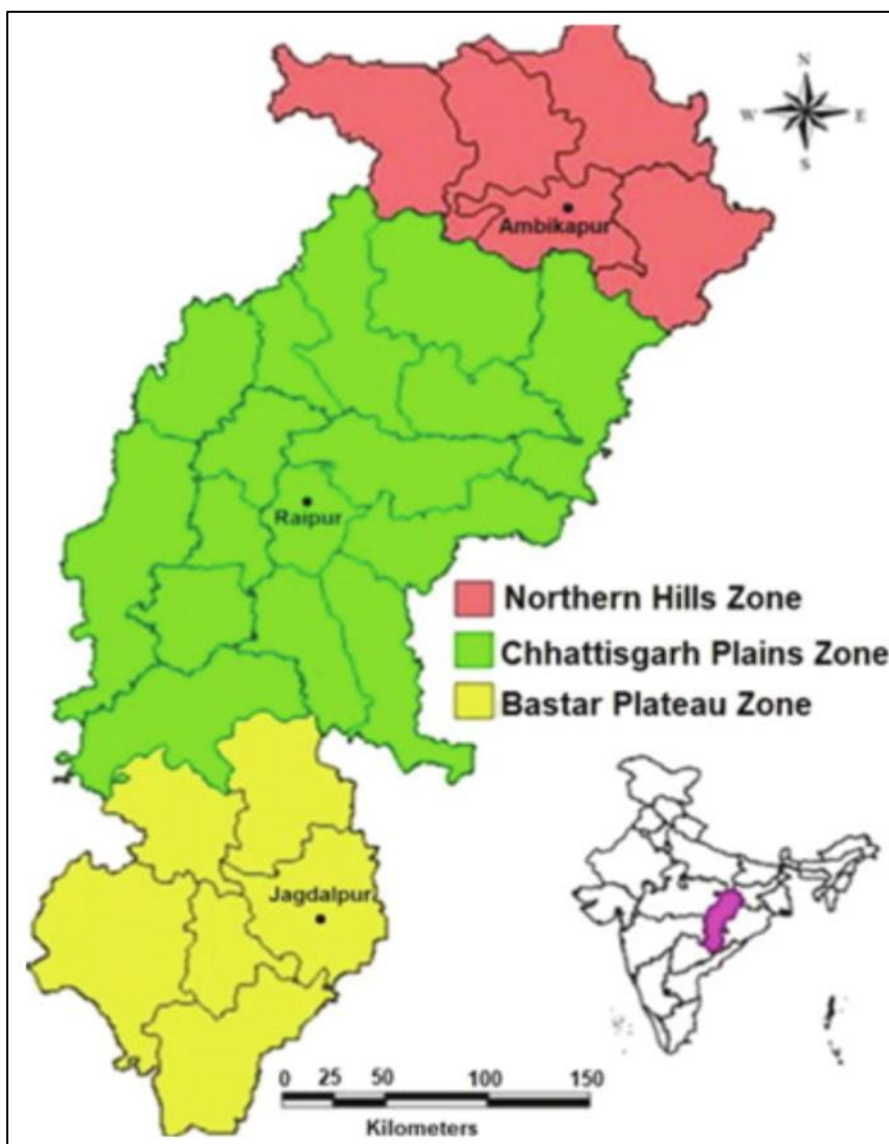 N
W E
S
Ambikapur
Raipur
Northern Hills Zone
Chhattisgarh Plains Zone
Bastar Plateau Zone
Jagdalpur
0 25 50 100 150
Kilometers